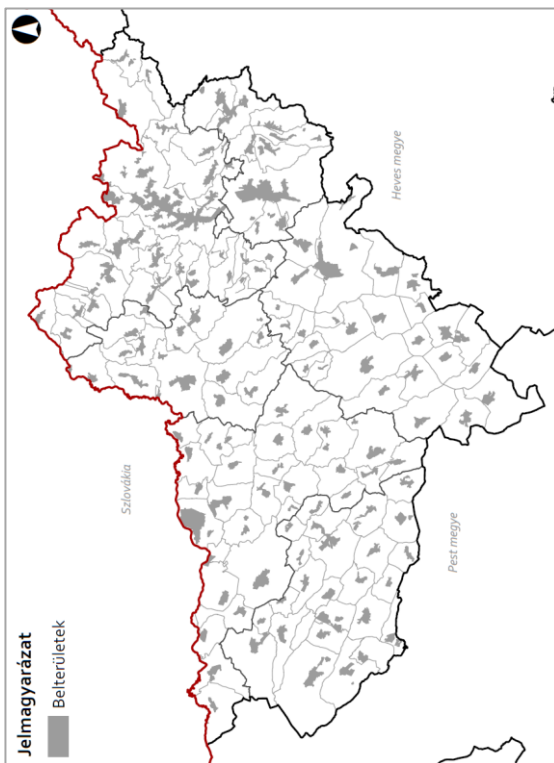 Jelmagyarázat
Belterületek
Szlovákia
Heves megye
Pest megye